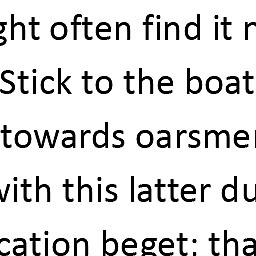 ght often find it n
Stick to the boat
towards oarsmen
with this latter du
cation beget: tha